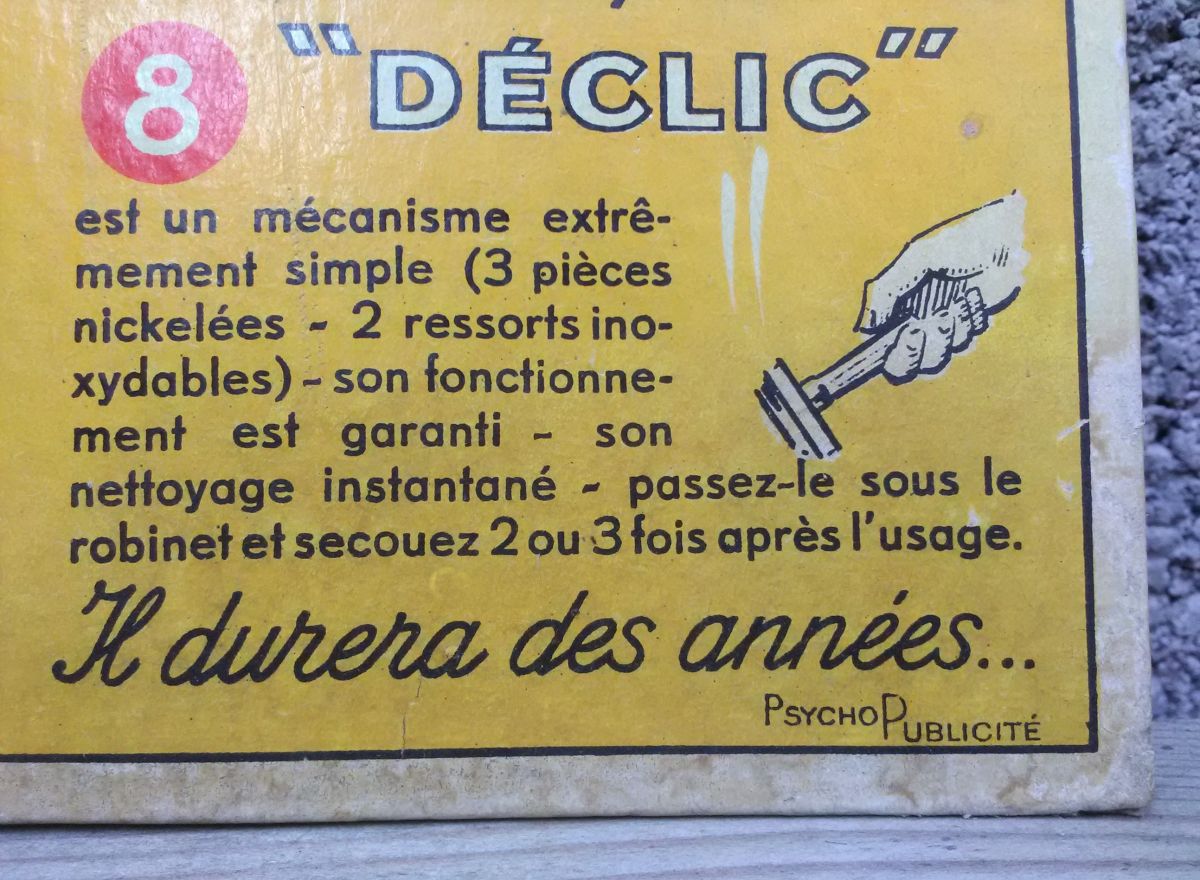 8 "DÉCLIC"
est un mécanisme extrê-
mement simple (3 pièces
nickelées - 2 ressorts ino-
xydables) - son fonctionne-
ment est garanti - son
nettoyage instantané - passez-le sous le
robinet et secouez 2 ou 3 fois après l'usage.
Il durera des années...
PSYCHO PUBLICITÉ